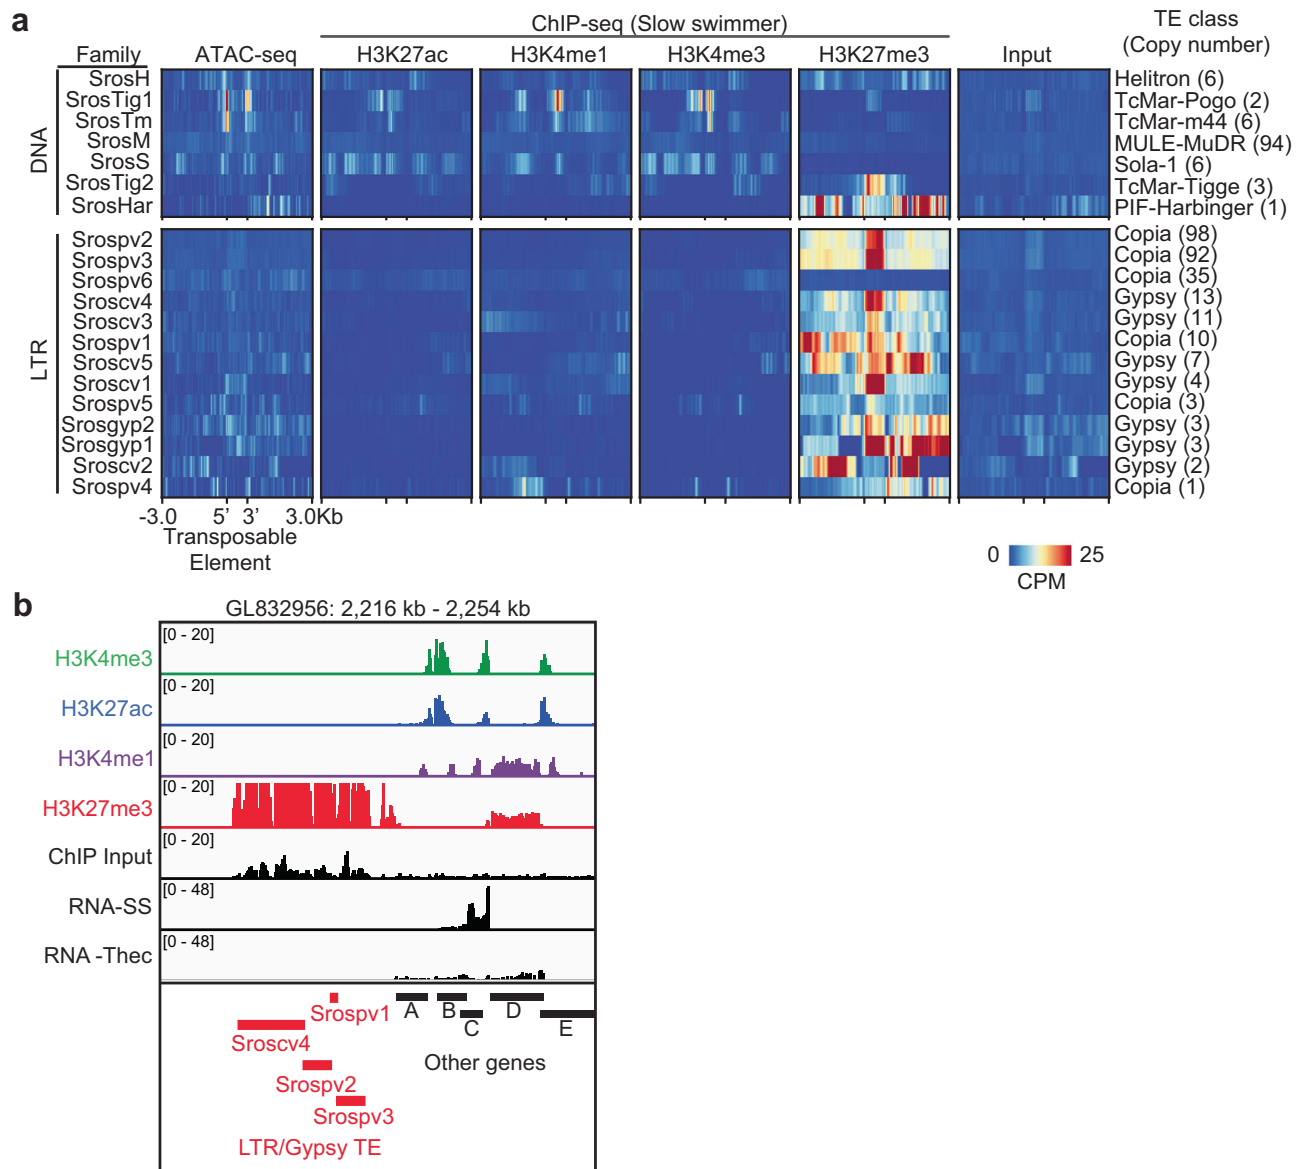 a
ChIP-seq (Slow swimmer)
TE class
(Copy number)
Family
ATAC-seq
H3K27ac
H3K4me1
H3K4me3
H3K27me3
Input
DNA
SrosH
Helitron (6)
SrosTig1
TcMar-Pogo (2)
SrosTm
TcMar-m44 (6)
SrosM
MULE-MuDR (94)
SrosS
Sola-1 (6)
SrosTig2
TcMar-Tigge (3)
SrosHar
PIF-Harbinger (1)
LTR
Srospv2
Copia (98)
Srospv3
Copia (92)
Srospv6
Copia (35)
Sroscv4
Gypsy (13)
Sroscv3
Gypsy (11)
Srospv1
Copia (10)
Sroscv5
Gypsy (7)
Sroscv1
Gypsy (4)
Srospv5
Copia (3)
Srosgyp2
Gypsy (3)
Srosgyp1
Gypsy (3)
Sroscv2
Gypsy (2)
Srospv4
Copia (1)
-3.0 5’ 3’ 3.0Kb
Transposable
Element
0 25
CPM
b
GL832956: 2,216 kb - 2,254 kb
H3K4me3
[0 - 20]
H3K27ac
[0 - 20]
H3K4me1
[0 - 20]
H3K27me3
[0 - 20]
ChIP Input
[0 - 20]
RNA-SS
[0 - 48]
RNA -Thec
[0 - 48]
Srospv1
A
B
C
D
E
Sroscv4
Other genes
Srospv2
Srospv3
LTR/Gypsy TE